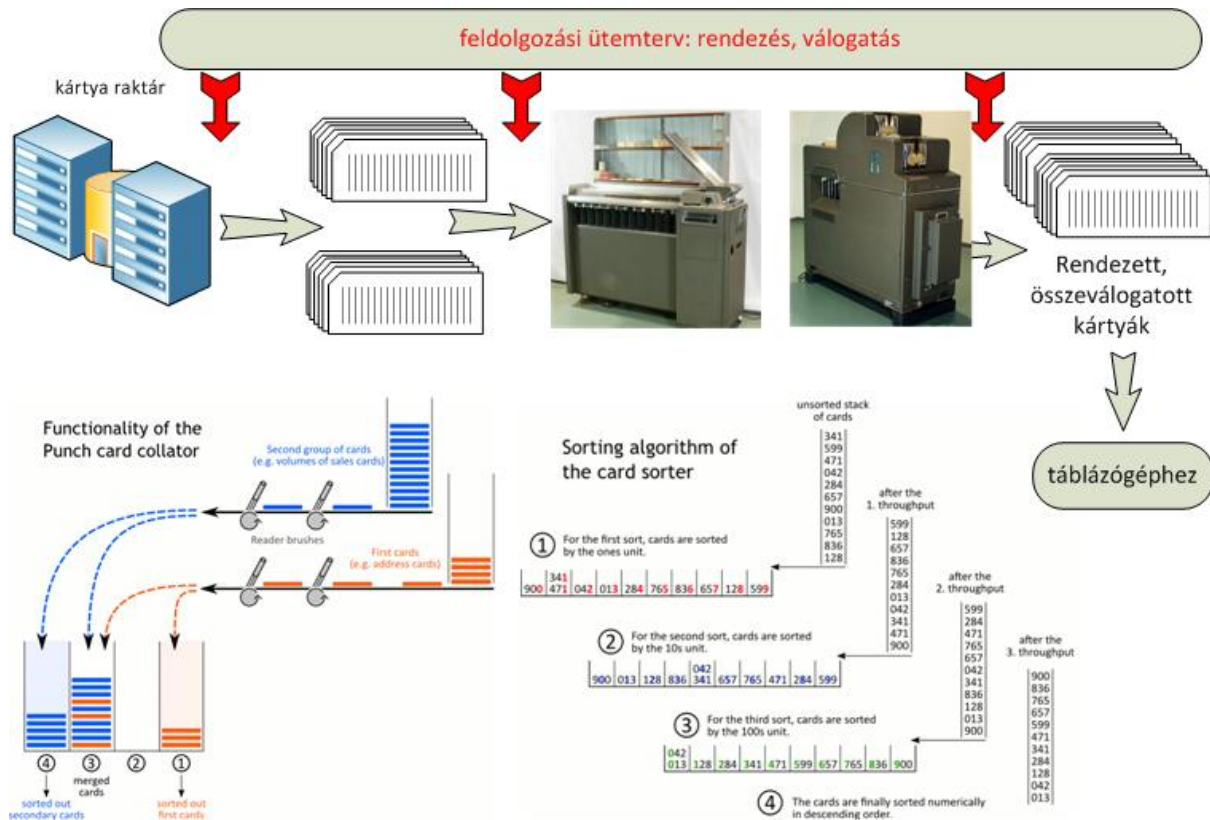 feldolgozási ütemterv: rendezés, válogatás
kártya raktár
Rendezett,
összeválogatott
kártyák
táblázógéphez
Functionality of the
Punch card collator
Second group of cards
(e.g. volumes of sales cards)
Reader brushes
First cards
(e.g. address cards)
4
3
2
1
merged
cards
sorted out
secondary cards
sorted out
first cards
Sorting algorithm of
the card sorter
unsorted stack
of cards
341
599
471
042
284
657
900
013
765
836
128
1 For the first sort, cards are sorted
by the ones unit.
341
900 471 042 013 284 765 836 657 128 599
after the
1. throughput
599
128
657
836
765
284
013
042
341
471
900
2 For the second sort, cards are sorted
by the 10s unit.
042
900 013 128 836 341 657 765 471 284 599
after the
2. throughput
599
284
471
765
657
042
341
836
128
013
900
3 For the third sort, cards are sorted
by the 100s unit.
042
013 128 284 341 471 599 657 765 836 900
after the
3. throughput
900
836
765
657
599
471
341
284
128
042
013
4 The cards are finally sorted numerically
in descending order.